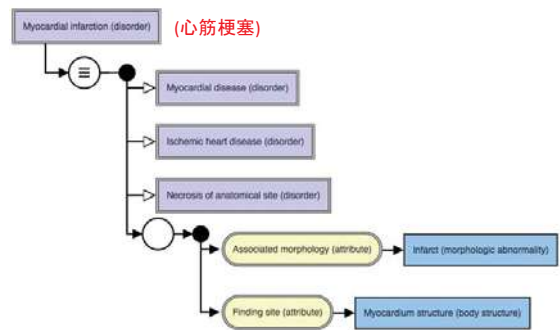 Myocardial infarction (disorder) (心筋梗塞)
Myocardial disease (disorder)
Ischemic heart disease (disorder)
Necrosis of anatomical site (disorder)
Associated morphology (attribute) Infarct (morphologic abnormality)
Finding site (attribute) Myocardium structure (body structure)